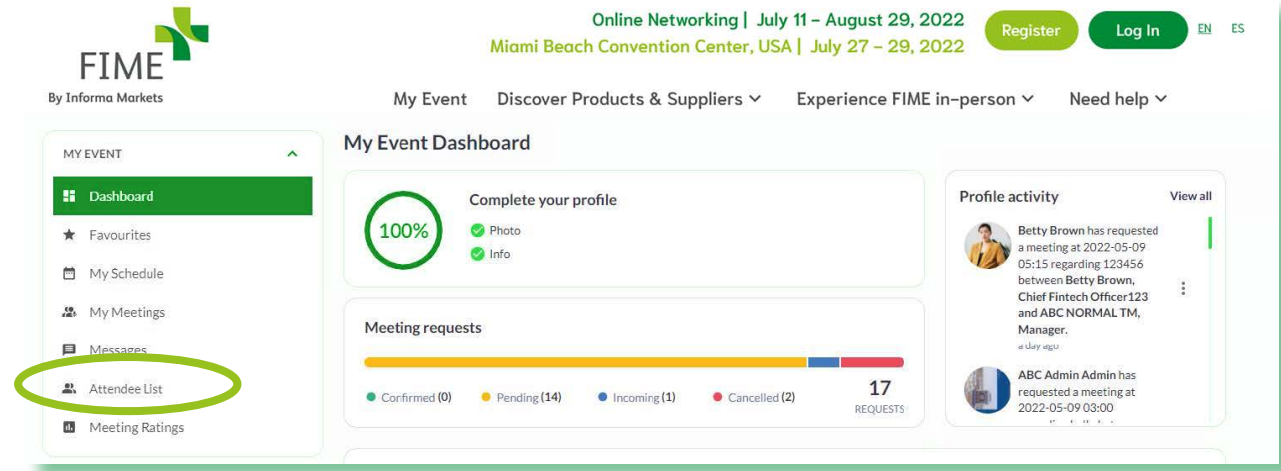 FIME
By Informa Markets
Online Networking | July 11 – August 29, 2022
Miami Beach Convention Center, USA | July 27 – 29, 2022
Register
Log In
EN
ES
My Event
Discover Products & Suppliers
Experience FIME in-person
Need help
MY EVENT
Dashboard
Favourites
My Schedule
My Meetings
Messages
Attendee List
Meeting Ratings
My Event Dashboard
100%
Complete your profile
Photo
Info
Meeting requests
Confirmed (0)
Pending (14)
Incoming (1)
Cancelled (2)
17
REQUESTS
Profile activity
View all
Betty Brown has requested
a meeting at 2022-05-09
05:15 regarding 123456
between Betty Brown,
Chief Fintech Officer123
and ABC NORMAL TM,
Manager.
a day ago
ABC Admin Admin has
requested a meeting at
2022-05-09 03:00